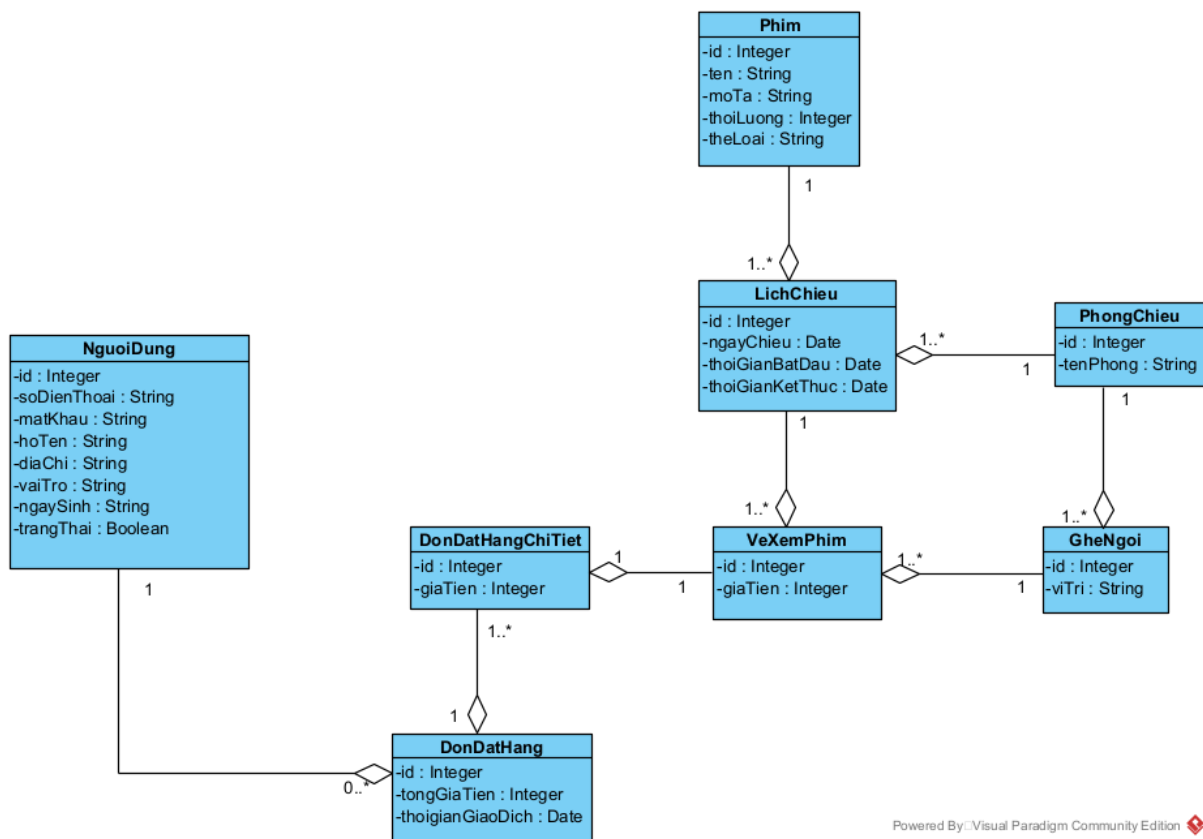 Phim
-id : Integer
-ten : String
-moTa : String
-thoiLuong : Integer
-theLoai : String
1
1..*
LichChieu
-id : Integer
-ngayChieu : Date
-thoiGianBatDau : Date
-thoiGianKetThuc : Date
1..*
1
PhongChieu
-id : Integer
-tenPhong : String
1
1..*
NguoiDung
-id : Integer
-soDienThoai : String
-matKhau : String
-hoTen : String
-diaChi : String
-vaiTro : String
-ngaySinh : String
-trangThai : Boolean
1
1
1..*
DonDatHangChiTiet
-id : Integer
-giaTien : Integer
1
1
VeXemPhim
-id : Integer
-giaTien : Integer
1..*
1
GheNgoi
-id : Integer
-viTri : String
1..*
1
DonDatHang
-id : Integer
-tongGiaTien : Integer
-thoigianGiaoDich : Date
0..*
Powered By Visual Paradigm Community Edition